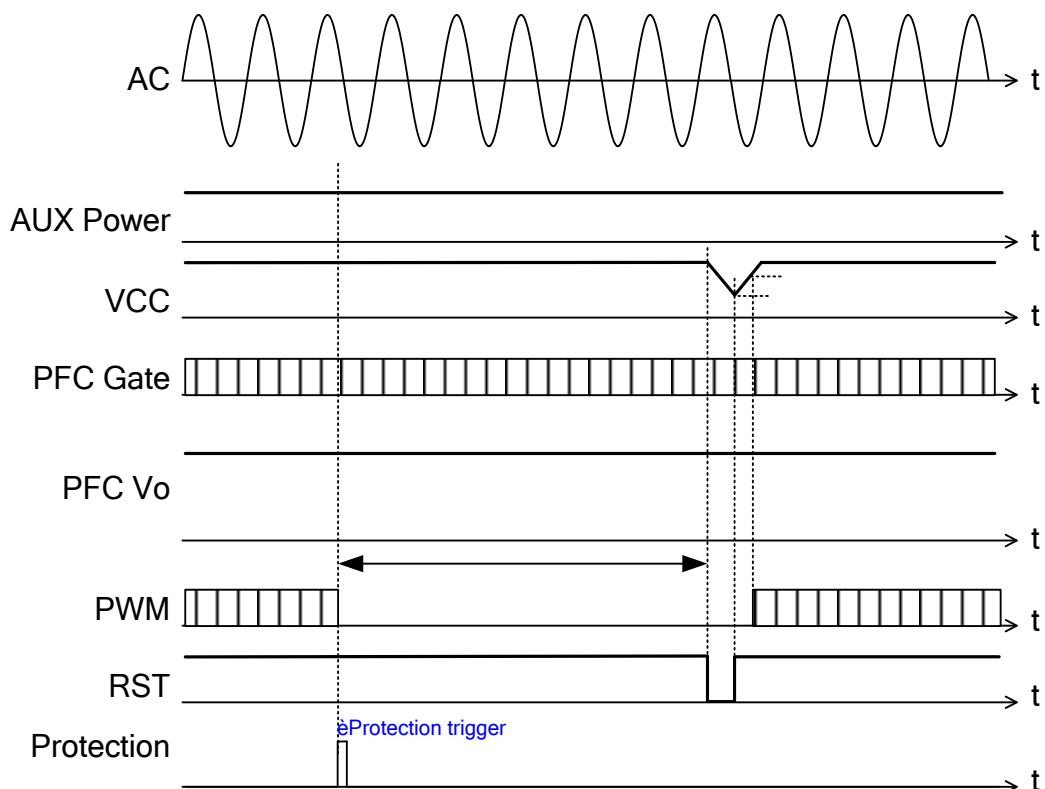 AC
t
AUX Power
t
VCC
t
PFC Gate
t
PFC Vo
t
PWM
t
RST
t
èProtection trigger
Protection
t